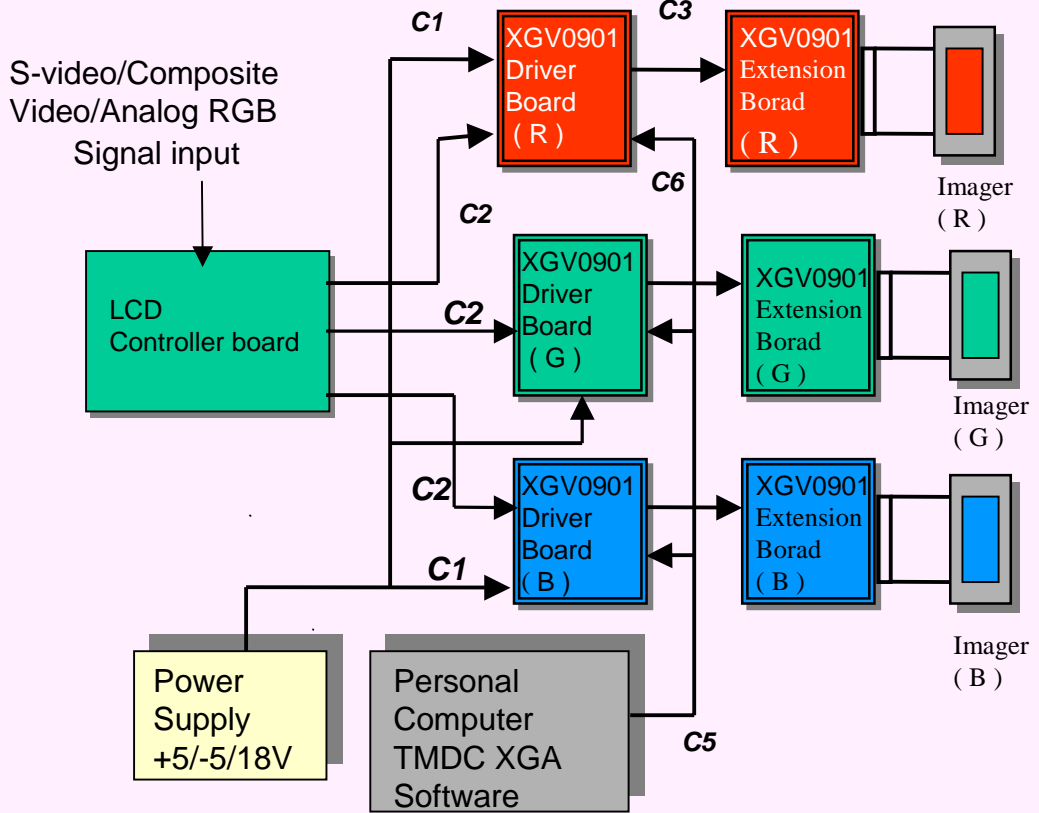 C1
C3
XGV0901
Driver
Board
( R )
XGV0901
Extension
Borad
( R )
S-video/Composite
Video/Analog RGB
Signal input
C6
Imager
( R )
C2
LCD
Controller board
C2
XGV0901
Driver
Board
( G )
XGV0901
Extension
Borad
( G )
Imager
( G )
C2
XGV0901
Driver
Board
( B )
XGV0901
Extension
Borad
( B )
C1
Imager
( B )
Power
Supply
+5/-5/18V
Personal
Computer
TMDC XGA
Software
C5